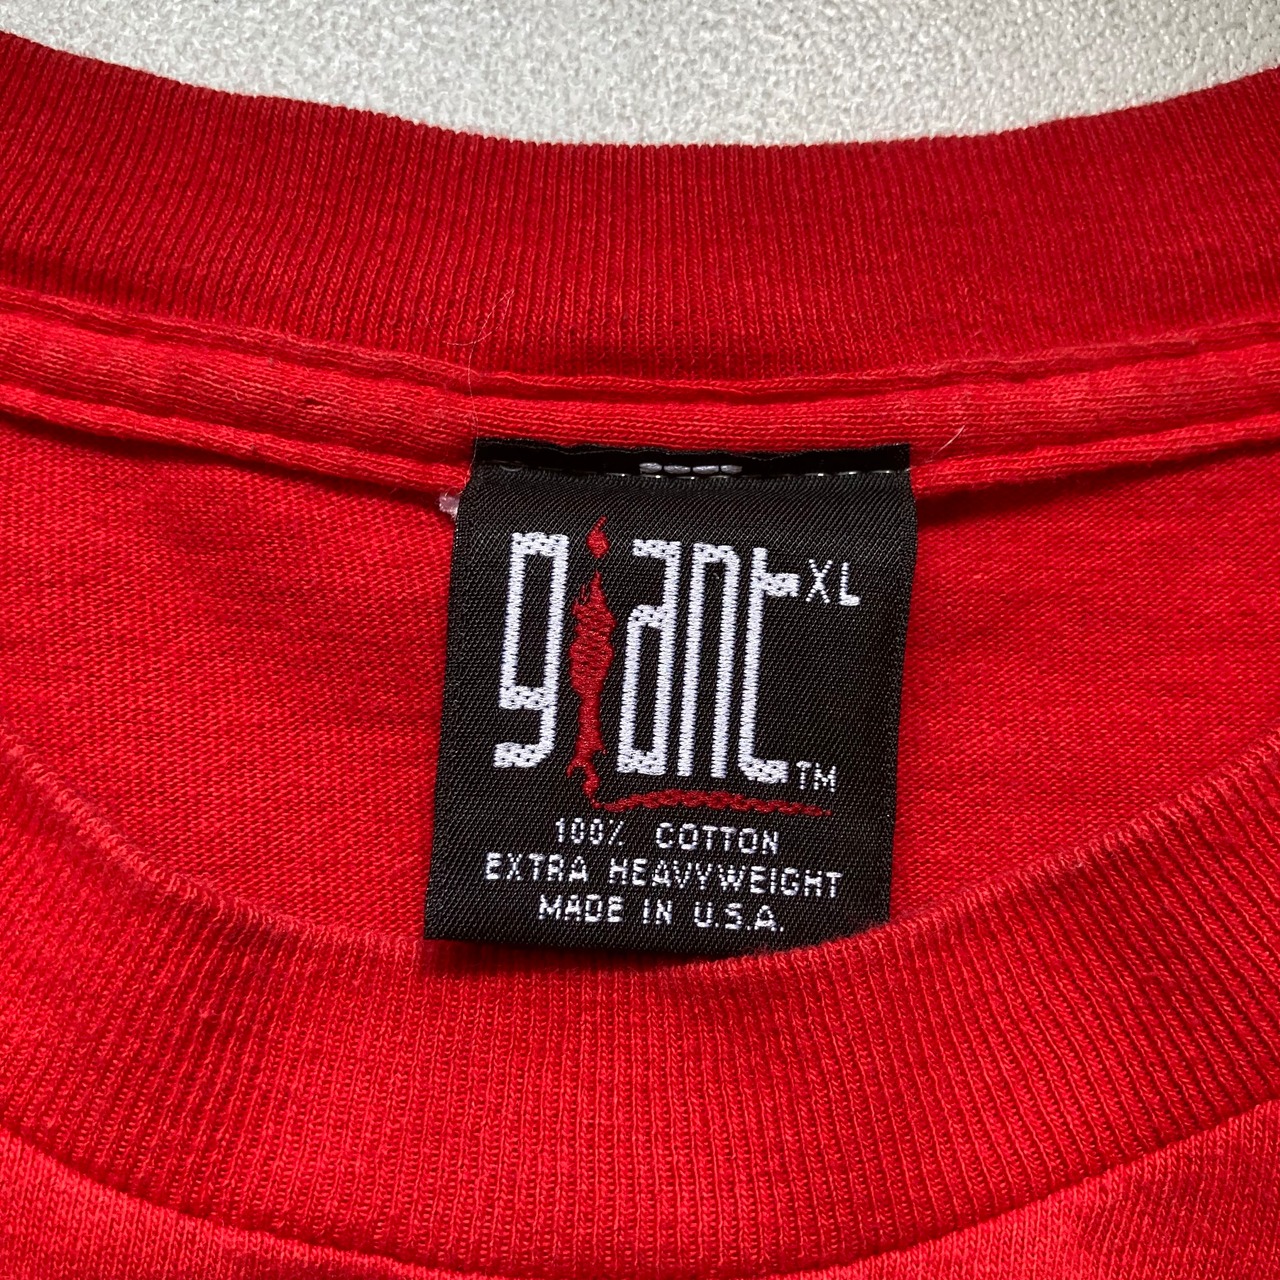 giant XL
TM
100% COTTON
EXTRA HEAVYWEIGHT
MADE IN U.S.A.